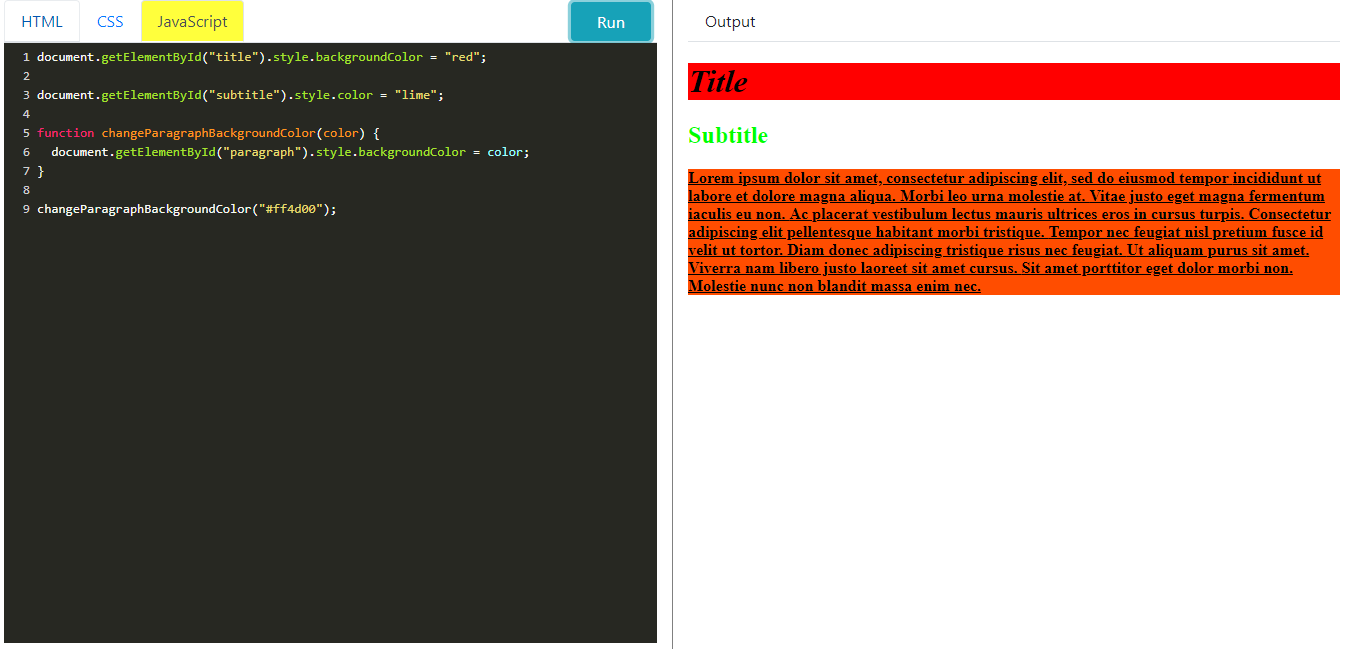 HTML CSS JavaScript Run
1 document.getElementById("title").style.backgroundColor = "red";
2
3 document.getElementById("subtitle").style.color = "lime";
4
5 function changeParagraphBackgroundColor(color) {
6   document.getElementById("paragraph").style.backgroundColor = color;
7 }
8
9 changeParagraphBackgroundColor("#ff4d00");
Output
Title
Subtitle
Lorem ipsum dolor sit amet, consectetur adipiscing elit, sed do eiusmod tempor incididunt ut
labore et dolore magna aliqua. Morbi leo urna molestie at. Vitae justo eget magna fermentum
iaculis eu non. Ac placerat vestibulum lectus mauris ultrices eros in cursus turpis. Consectetur
adipiscing elit pellentesque habitant morbi tristique. Tempor nec feugiat nisl pretium fusce id
velit ut tortor. Diam donec adipiscing tristique risus nec feugiat. Ut aliquam purus sit amet.
Viverra nam libero justo laoreet sit amet cursus. Sit amet porttitor eget dolor morbi non.
Molestie nunc non blandit massa enim nec.